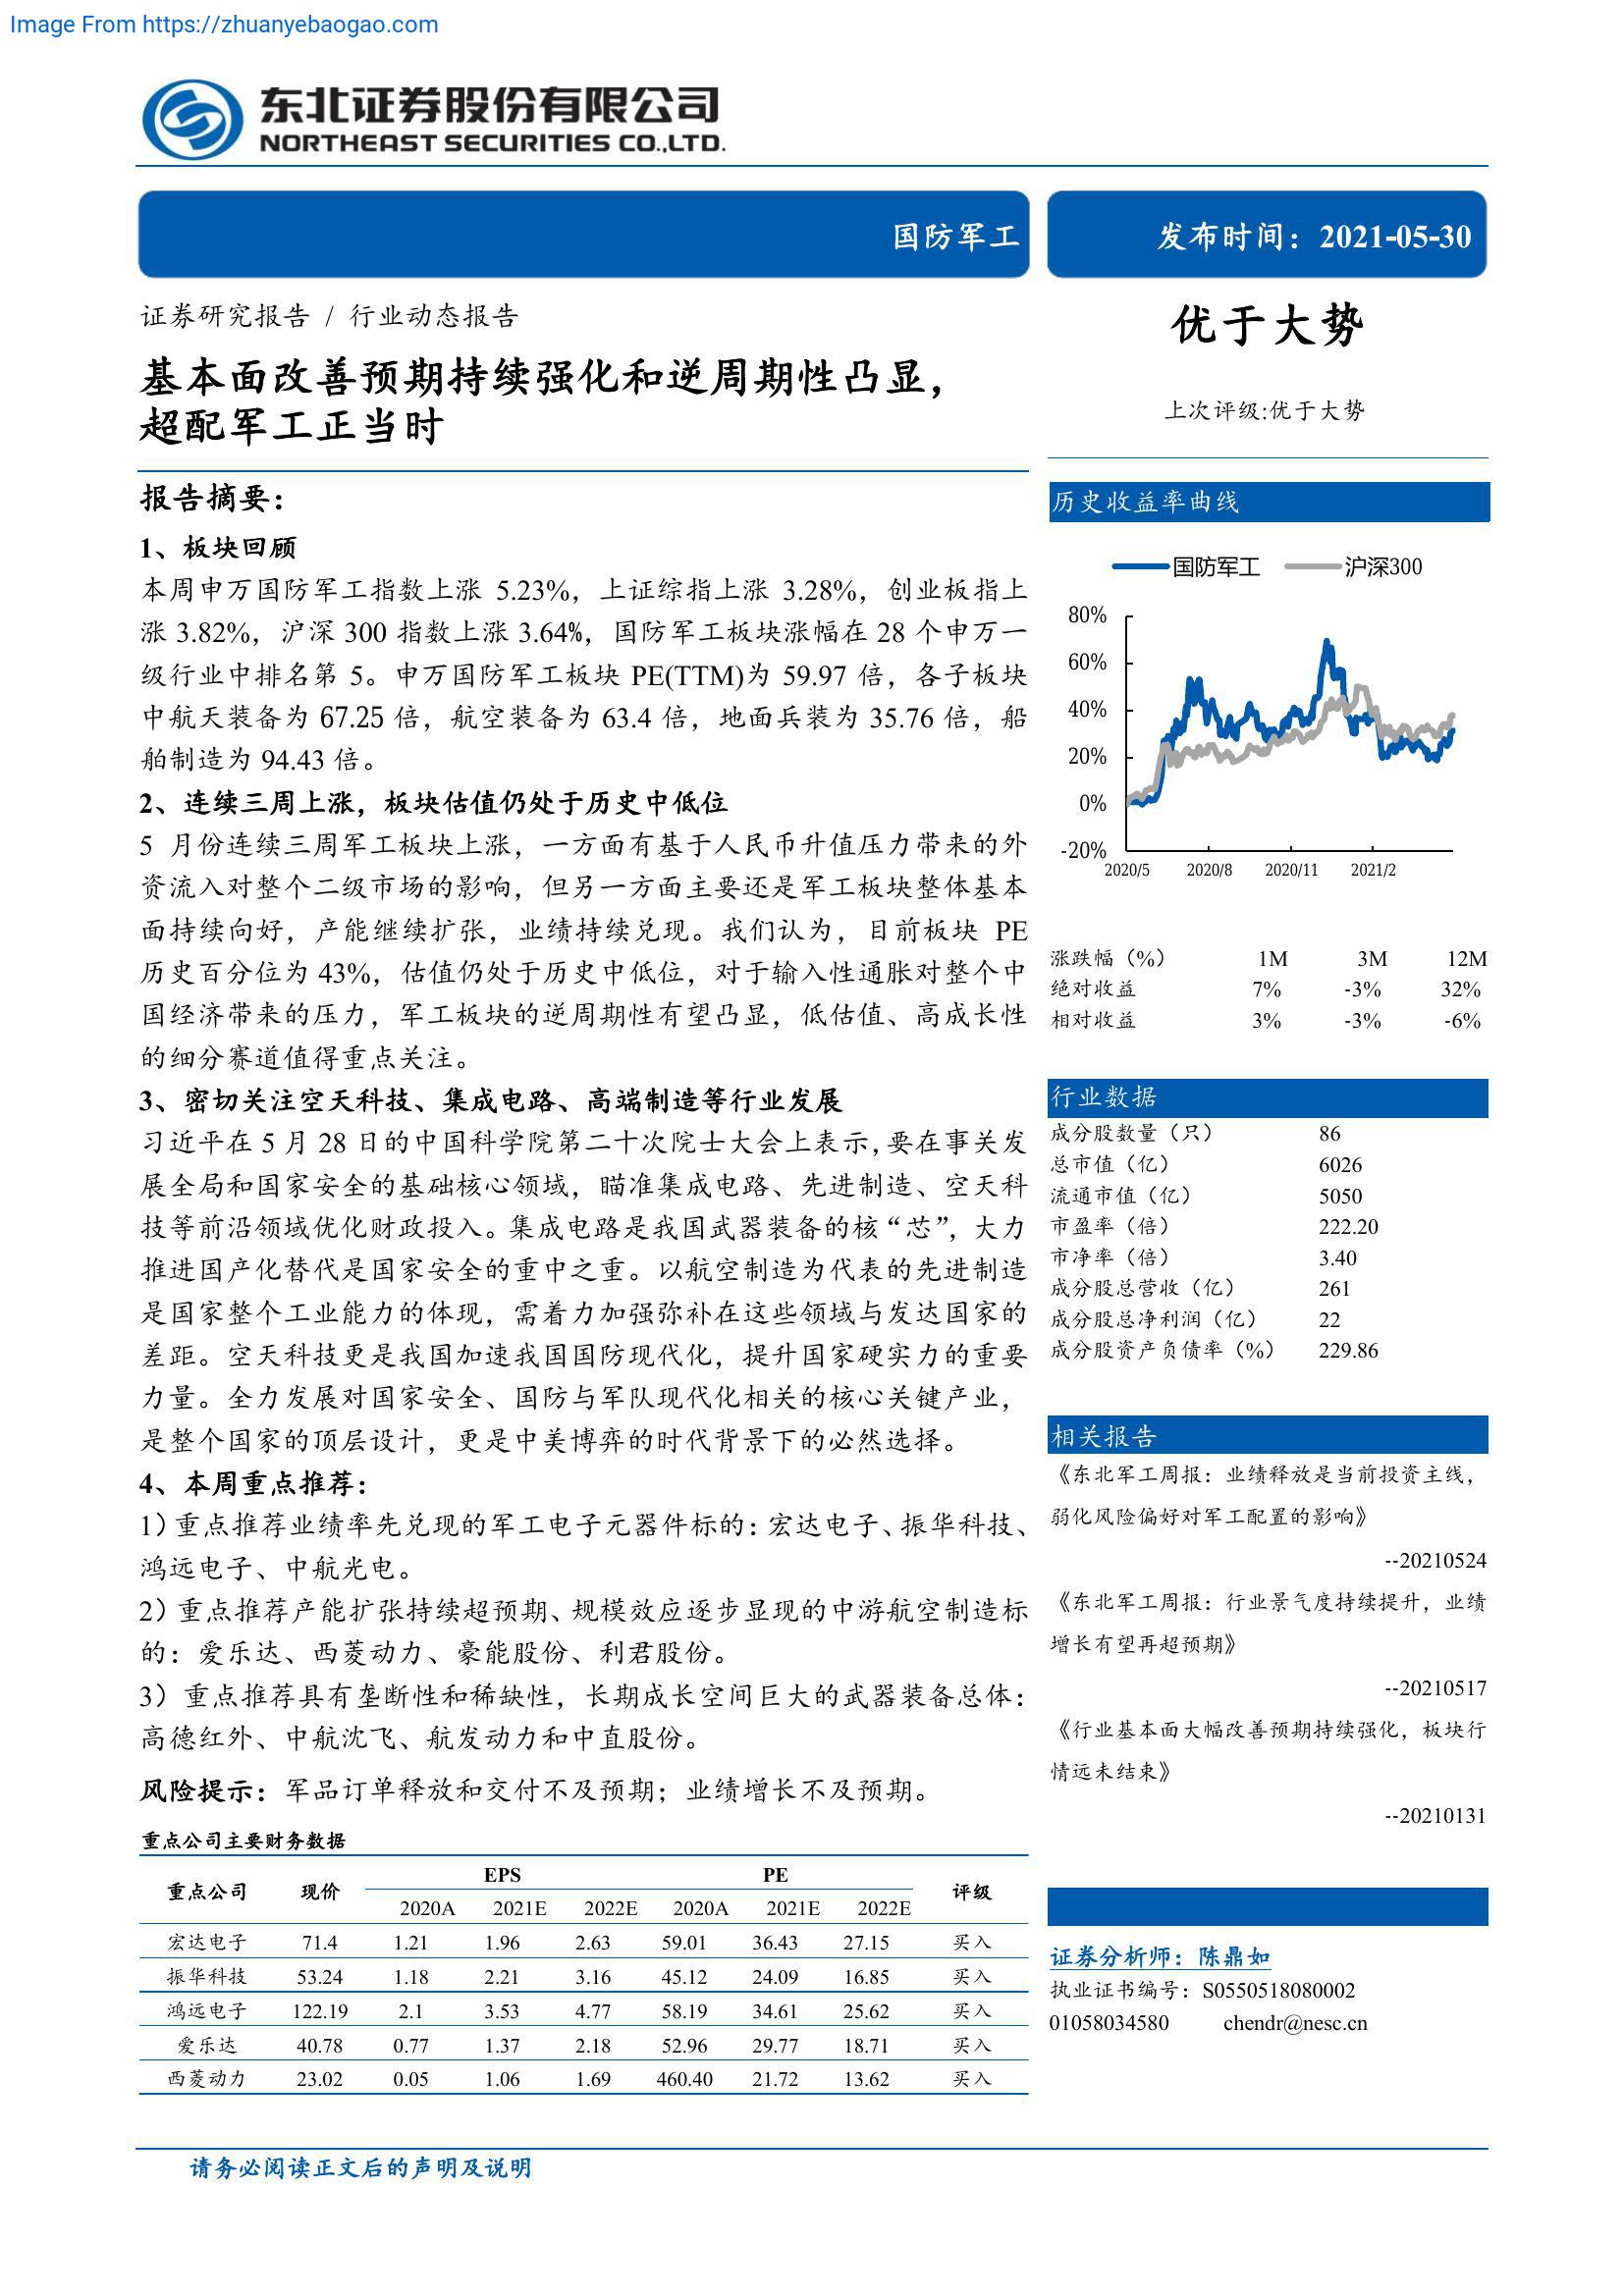 Image From https://zhuanyebaogao.com
东北证券股份有限公司
NORTHEAST SECURITIES CO.,LTD.
国防军工
发布时间：2021-05-30
证券研究报告 / 行业动态报告
基本面改善预期持续强化和逆周期性凸显，
超配军工正当时
报告摘要：
1、板块回顾
本周申万国防军工指数上涨 5.23%，上证综指上涨 3.28%，创业板指上
涨 3.82%，沪深 300 指数上涨 3.64%，国防军工板块涨幅在 28 个申万一
级行业中排名第 5。申万国防军工板块 PE(TTM)为 59.97 倍，各子板块
中航天装备为 67.25 倍，航空装备为 63.4 倍，地面兵装为 35.76 倍，船
舶制造为 94.43 倍。
2、连续三周上涨，板块估值仍处于历史中低位
5 月份连续三周军工板块上涨，一方面有基于人民币升值压力带来的外
资流入对整个二级市场的影响，但另一方面主要还是军工板块整体基本
面持续向好，产能继续扩张，业绩持续兑现。我们认为，目前板块 PE
历史百分位为 43%，估值仍处于历史中低位，对于输入性通胀对整个中
国经济带来的压力，军工板块的逆周期性有望凸显，低估值、高成长性
的细分赛道值得重点关注。
3、密切关注空天科技、集成电路、高端制造等行业发展
习近平在 5 月 28 日的中国科学院第二十次院士大会上表示，要在事关发
展全局和国家安全的基础核心领域，瞄准集成电路、先进制造、空天科
技等前沿领域优化财政投入。集成电路是我国武器装备的核“芯”，大力
推进国产化替代是国家安全的重中之重。以航空制造为代表的先进制造
是国家整个工业能力的体现，需着力加强弥补在这些领域与发达国家的
差距。空天科技更是我国加速我国国防现代化，提升国家硬实力的重要
力量。全力发展对国家安全、国防与军队现代化相关的核心关键产业，
是整个国家的顶层设计，更是中美博弈的时代背景下的必然选择。
4、本周重点推荐：
1）重点推荐业绩率先兑现的军工电子元器件标的：宏达电子、振华科技、
鸿远电子、中航光电。
2）重点推荐产能扩张持续超预期、规模效应逐步显现的中游航空制造标
的：爱乐达、西菱动力、豪能股份、利君股份。
3）重点推荐具有垄断性和稀缺性，长期成长空间巨大的武器装备总体：
高德红外、中航沈飞、航发动力和中直股份。
风险提示：军品订单释放和交付不及预期；业绩增长不及预期。
重点公司主要财务数据
重点公司 现价 EPS PE 评级
2020A 2021E 2022E 2020A 2021E 2022E
宏达电子 71.4 1.21 1.96 2.63 59.01 36.43 27.15 买入
振华科技 53.24 1.18 2.21 3.16 45.12 24.09 16.85 买入
鸿远电子 122.19 2.1 3.53 4.77 58.19 34.61 25.62 买入
爱乐达 40.78 0.77 1.37 2.18 52.96 29.77 18.71 买入
西菱动力 23.02 0.05 1.06 1.69 460.40 21.72 13.62 买入
优于大势
上次评级:优于大势
历史收益率曲线
国防军工 沪深300
80%
60%
40%
20%
0%
-20%
2020/5 2020/8 2020/11 2021/2
涨跌幅（%） 1M 3M 12M
绝对收益 7% -3% 32%
相对收益 3% -3% -6%
行业数据
成分股数量（只） 86
总市值（亿） 6026
流通市值（亿） 5050
市盈率（倍） 222.20
市净率（倍） 3.40
成分股总营收（亿） 261
成分股总净利润（亿） 22
成分股资产负债率（%） 229.86
相关报告
《东北军工周报：业绩释放是当前投资主线，
弱化风险偏好对军工配置的影响》
--20210524
《东北军工周报：行业景气度持续提升，业绩
增长有望再超预期》
--20210517
《行业基本面大幅改善预期持续强化，板块行
情远未结束》
--20210131
证券分析师：陈鼎如
执业证书编号：S0550518080002
01058034580 chendr@nesc.cn
请务必阅读正文后的声明及说明